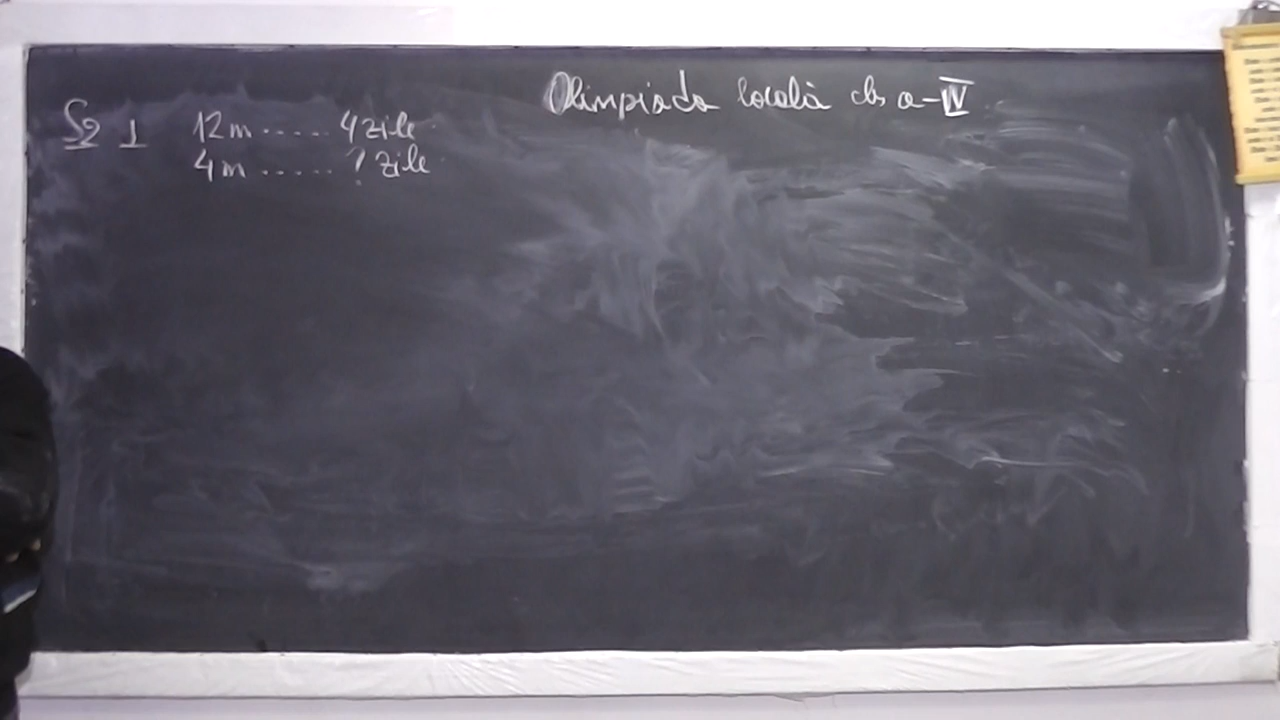 Olimpiada locală cls a-IV
S2 1 12m ..... 4 zile
4m ..... ? zile